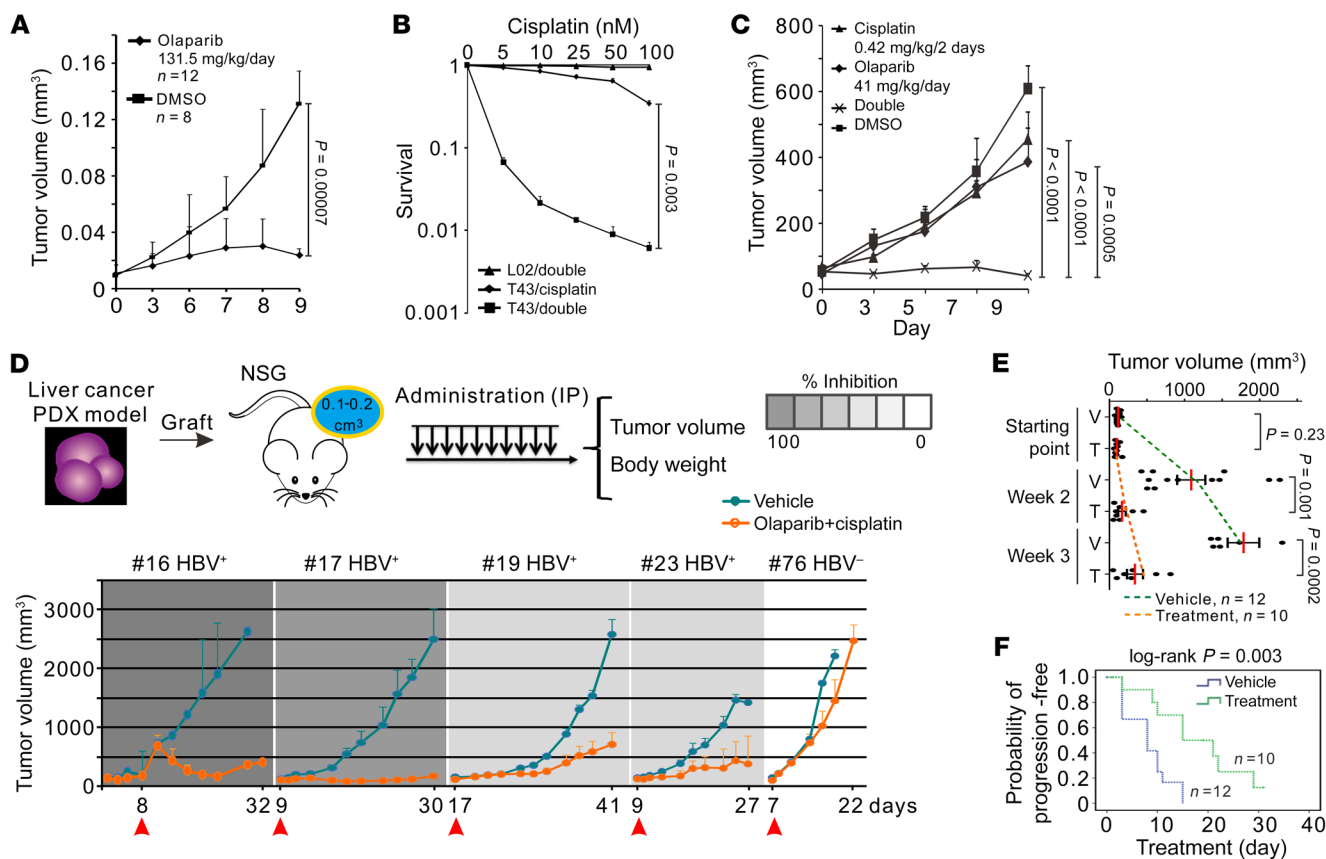 A
Olaparib
131.5 mg/kg/day
n =12
DMSO
n = 8
Tumor volume (mm³)
0.16
0.12
0.08
0.04
0
0 3 6 7 8 9
P = 0.00007
B
Cisplatin (nM)
0 5 10 25 50 100
Survival
1
0.1
0.01
0.001
P = 0.003
L02/double
T43/cisplatin
T43/double
C
Tumor volume (mm³)
800
600
400
200
0
Cisplatin
0.42 mg/kg/2 days
Olaparib
41 mg/kg/day
Double
DMSO
0 3 5 7 9
Day
P < 0.0001
P < 0.0001
P = 0.0005
D
Liver cancer
PDX model
Graft
NSG
0.1-0.2
cm³
Administration (IP)
Tumor volume
Body weight
% Inhibition
100 0
Vehicle
Olaparib+cisplatin
#16 HBV⁺ #17 HBV⁺ #19 HBV⁺ #23 HBV⁺ #76 HBV⁻
Tumor volume (mm³)
3000
2000
1000
0
8 32 9 30 17 41 9 27 7 22 days
E
Tumor volume (mm³)
0 1000 2000
Starting
point
V
T
P = 0.23
Week 2
V
T
P = 0.001
Week 3
V
T
P = 0.0002
Vehicle, n = 12
Treatment, n = 10
F
log-rank P = 0.003
Vehicle
Treatment
Probability of
progression -free
1.0
0.8
0.6
0.4
0.2
0
n=10
n=12
0 10 20 30 40
Treatment (day)